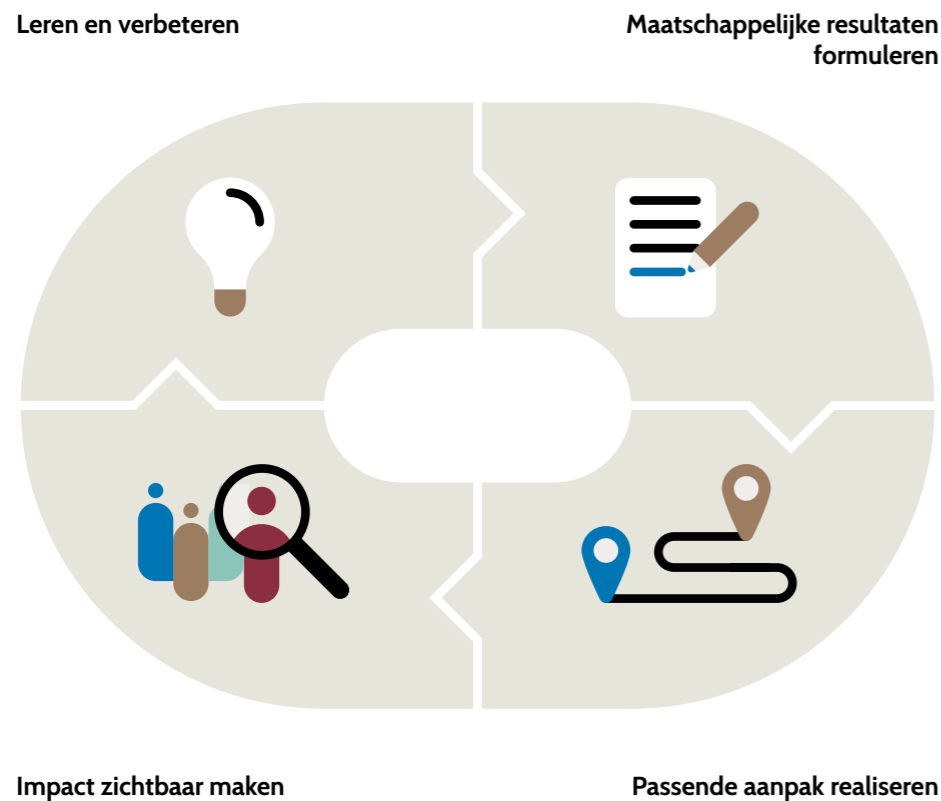 Leren en verbeteren
Maatschappelijke resultaten
formuleren
Impact zichtbaar maken
Passende aanpak realiseren